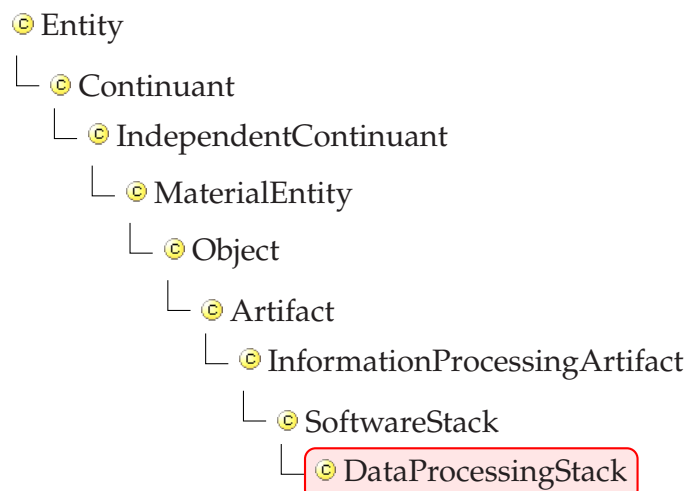 C Entity
C Continuant
C IndependentContinuant
C MaterialEntity
C Object
C Artifact
C InformationProcessingArtifact
C SoftwareStack
C DataProcessingStack